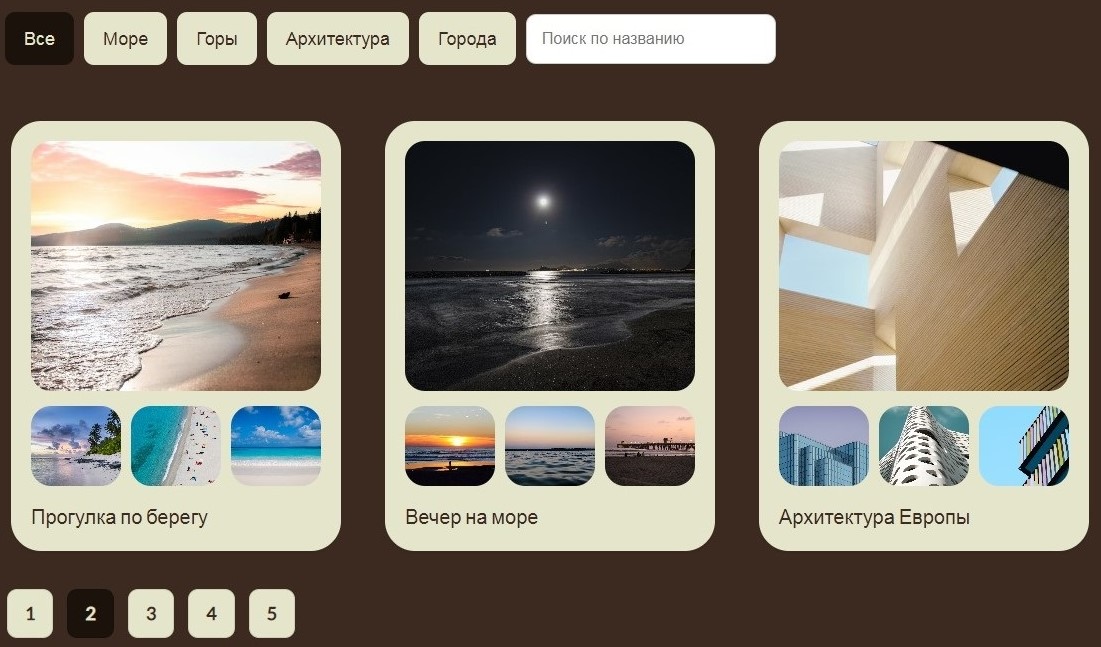 Все Море Горы Архитектура Города Поиск по названию
Прогулка по берегу Вечер на море Архитектура Европы
1 2 3 4 5